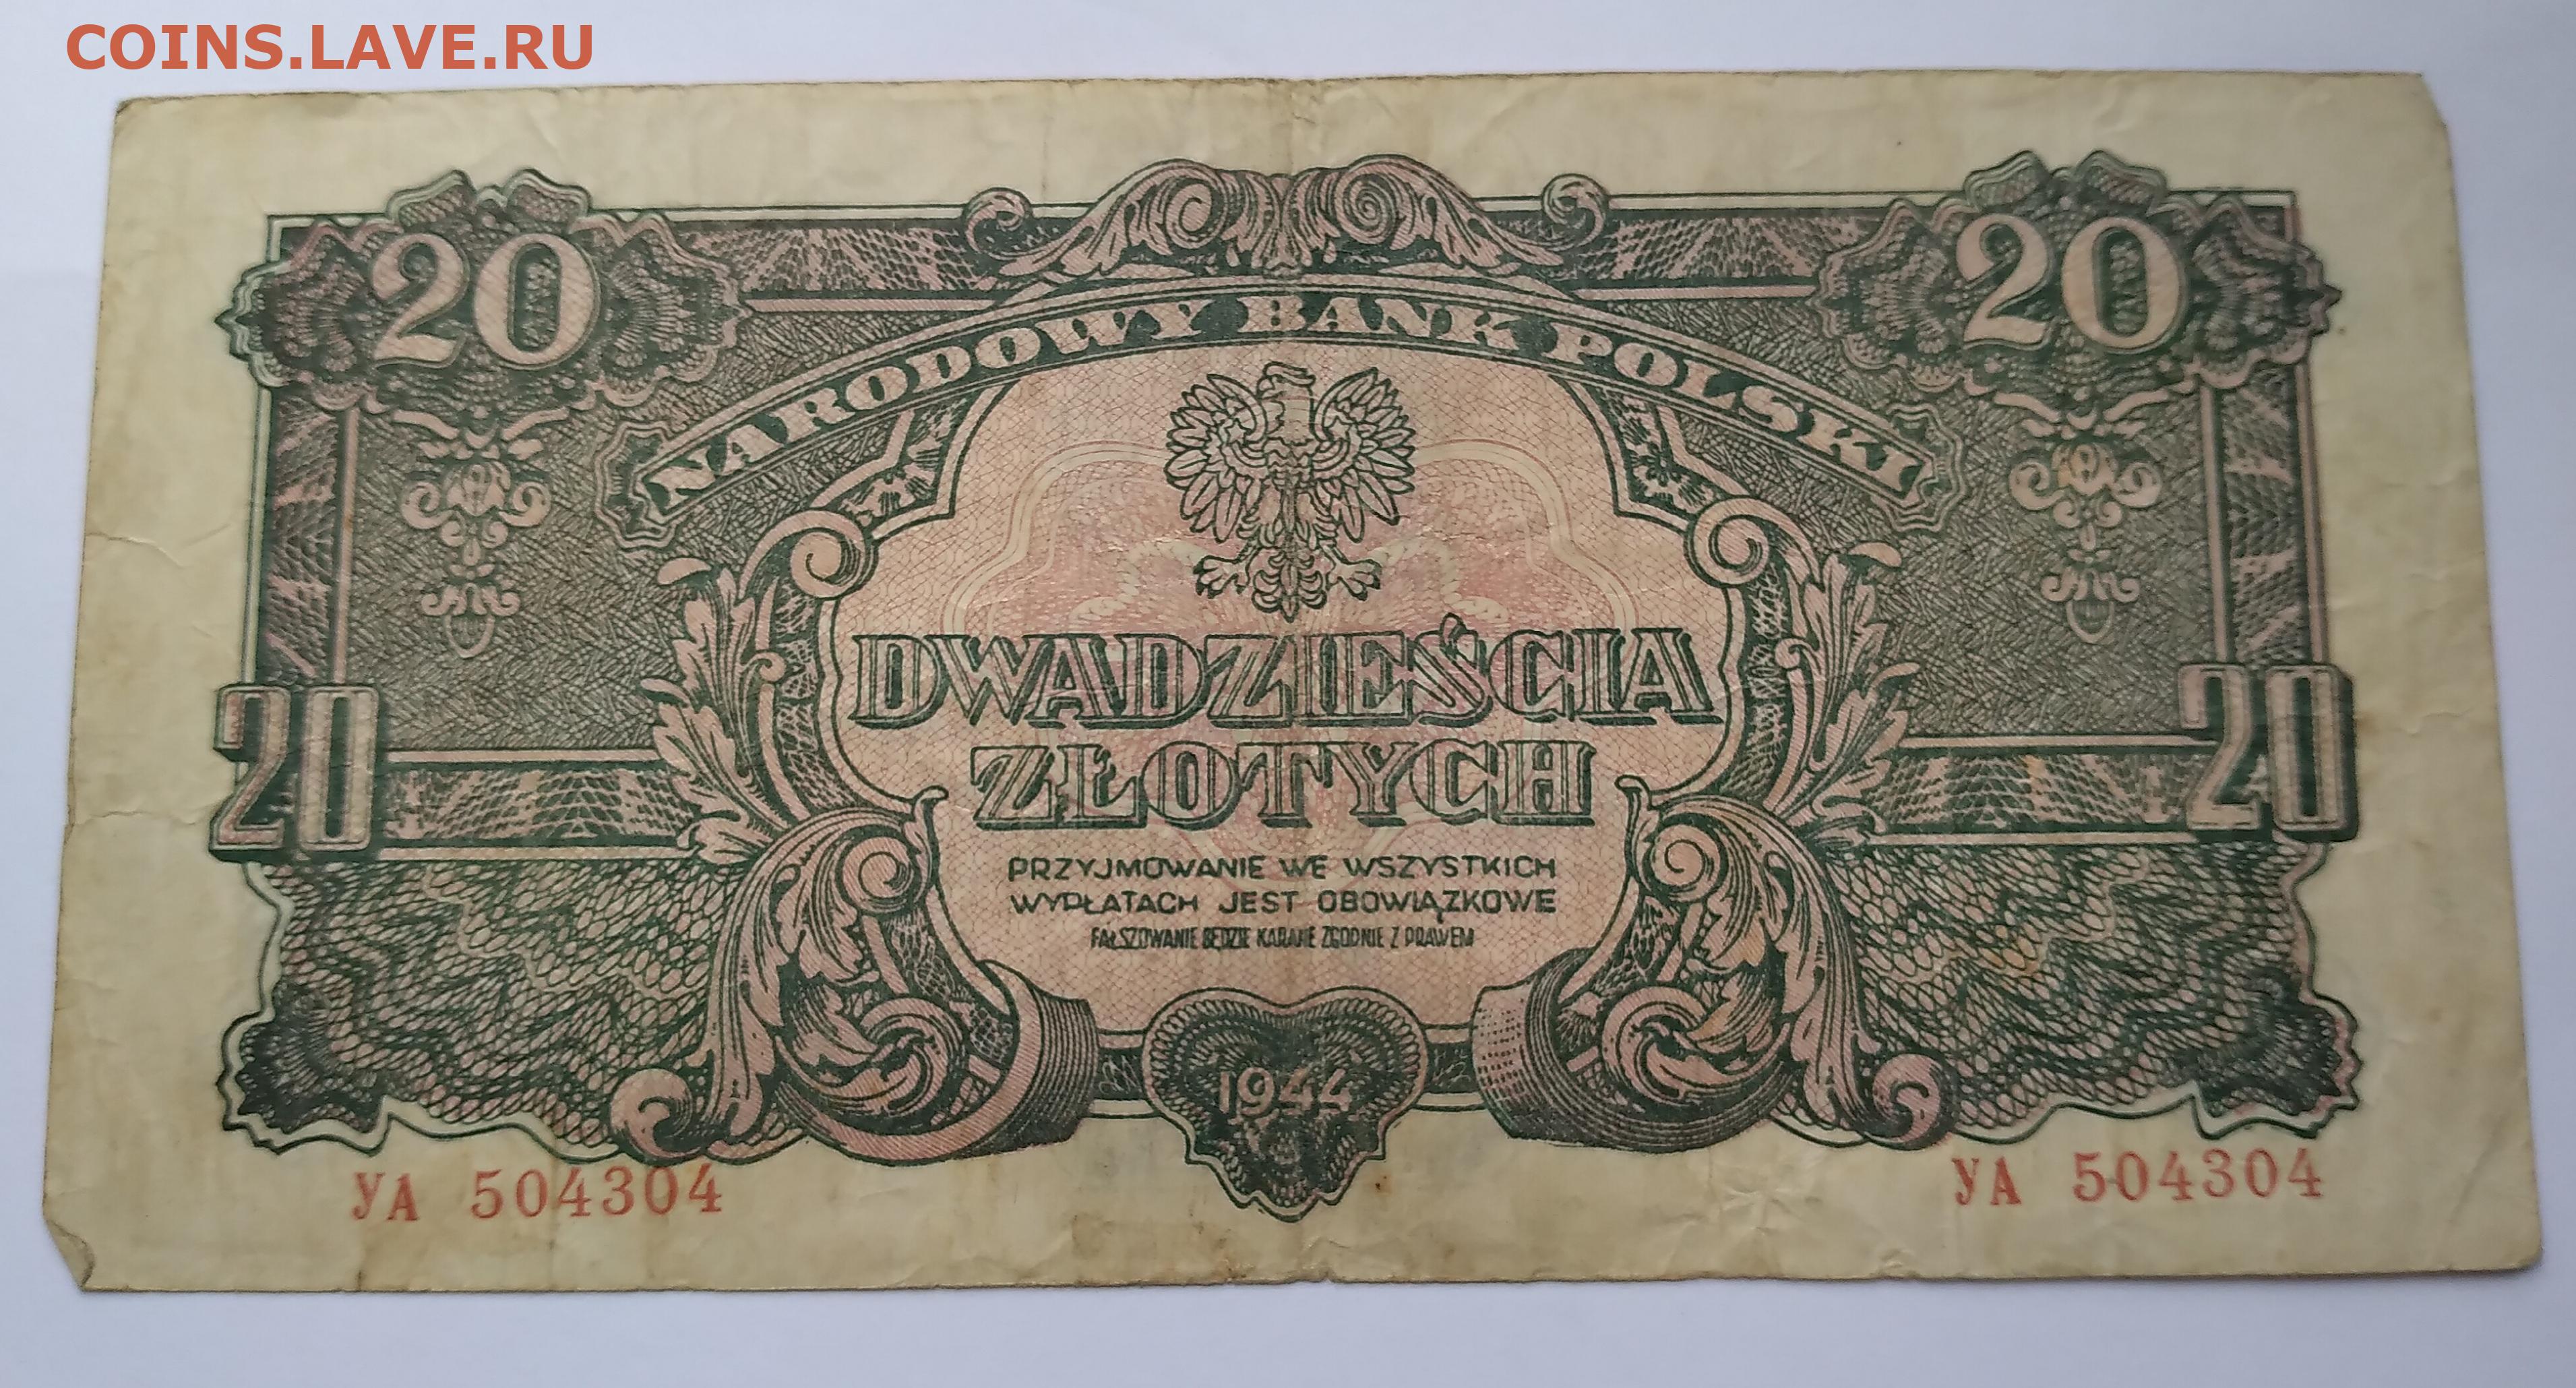 COINS.LAVE.RU
20 20
NARODOWY BANK POLSKI
DWADZIEŚCIA
ZŁOTYCH
20 20
PRZYJMOWANIE WE WSZYSTKICH
WYPŁATACH JEST OBOWIĄZKOWE
FAŁSZOWANIE BĘDZIE KARANE ZGODNIE Z PRAWEM
1944
УА 504304 УА 504304